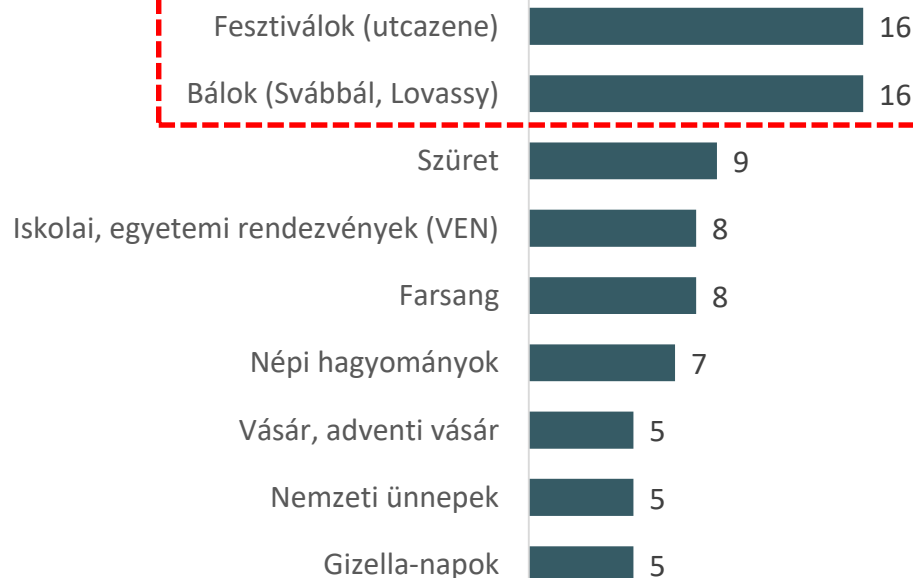 Fesztiválok (utcazene) 16
Bálok (Svábbál, Lovassy) 16
Szüret 9
Iskolai, egyetemi rendezvények (VEN) 8
Farsang 8
Népi hagyományok 7
Vásár, adventi vásár 5
Nemzeti ünnepek 5
Gizella-napok 5